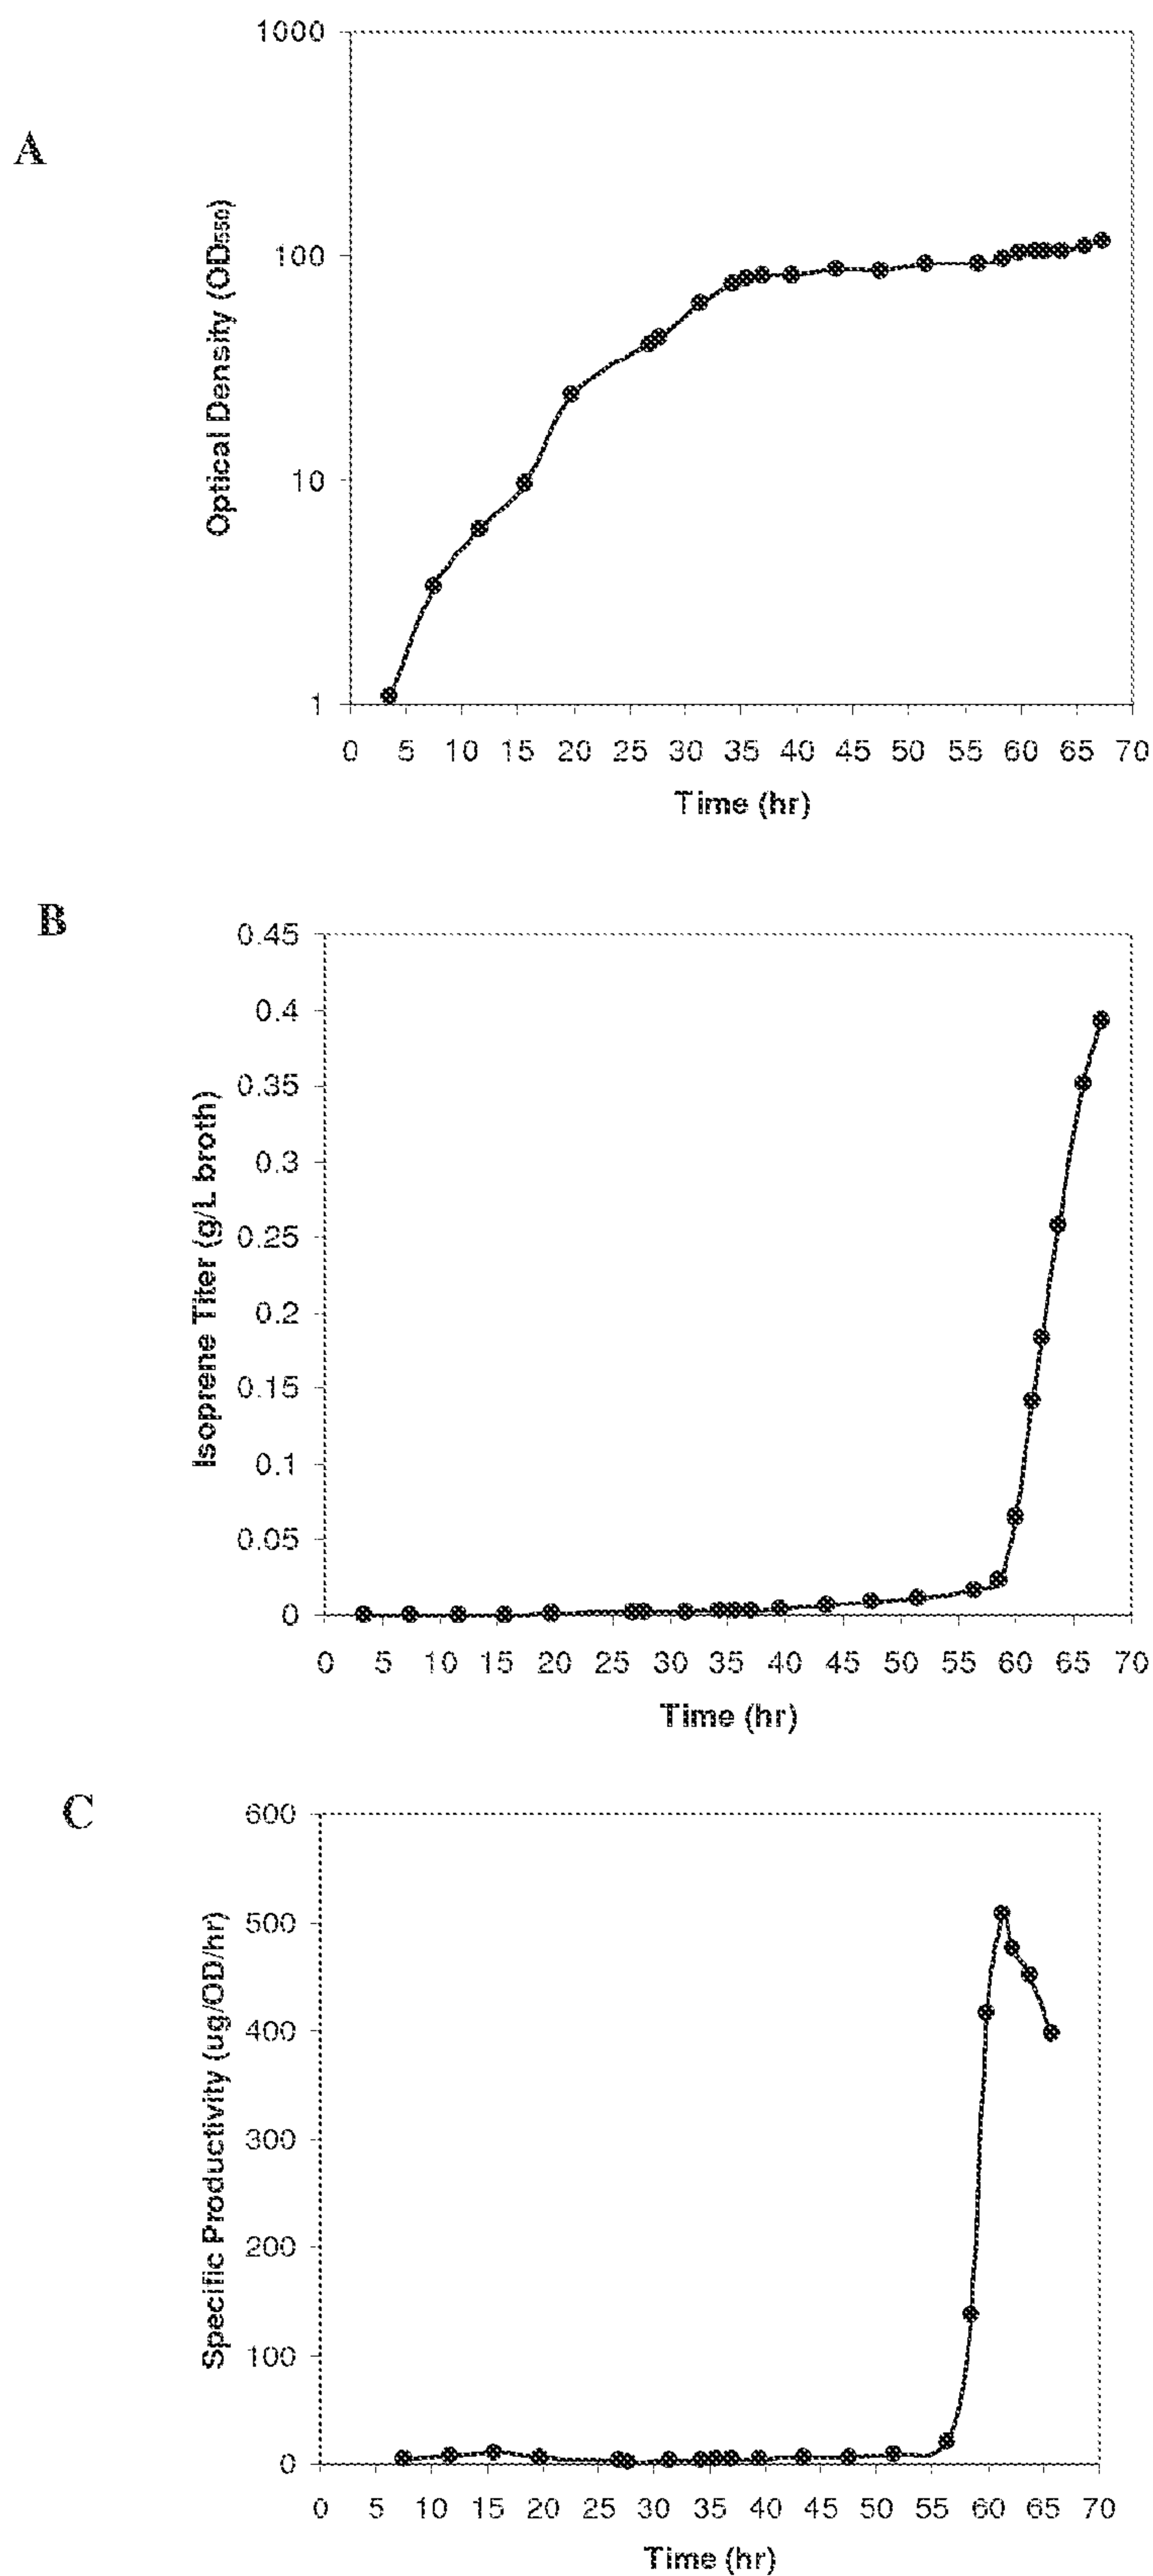 A
1000
100
10
1
Optical Density (OD550)
0 5 10 15 20 25 30 35 40 45 50 55 60 65 70
Time (hr)
B
0.45
0.4
0.35
0.3
0.25
0.2
0.15
0.1
0.05
0
Isoprene Titer (g/L broth)
0 5 10 15 20 25 30 35 40 45 50 55 60 65 70
Time (hr)
C
600
500
400
300
200
100
0
Specific Productivity (ug/OD/hr)
0 5 10 15 20 25 30 35 40 45 50 55 60 65 70
Time (hr)